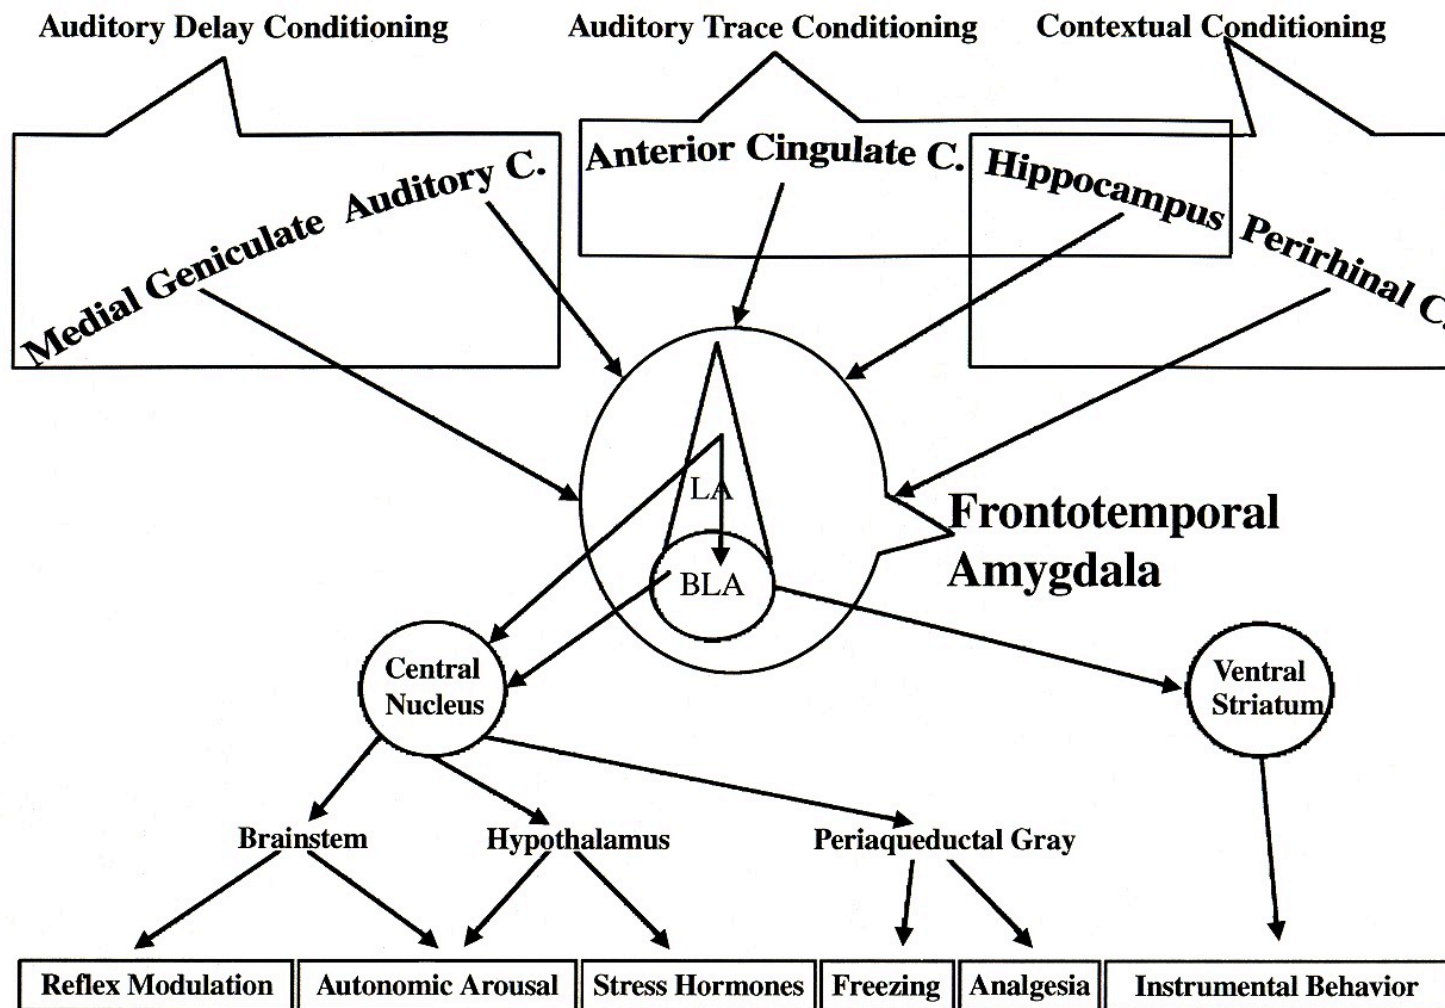 Auditory Delay Conditioning
Auditory Trace Conditioning
Contextual Conditioning
Medial Geniculate
Auditory C.
Anterior Cingulate C.
Hippocampus
Perirhinal C.
LA
BLA
Frontotemporal
Amygdala
Central
Nucleus
Ventral
Striatum
Brainstem
Hypothalamus
Periaqueductal Gray
Reflex Modulation
Autonomic Arousal
Stress Hormones
Freezing
Analgesia
Instrumental Behavior